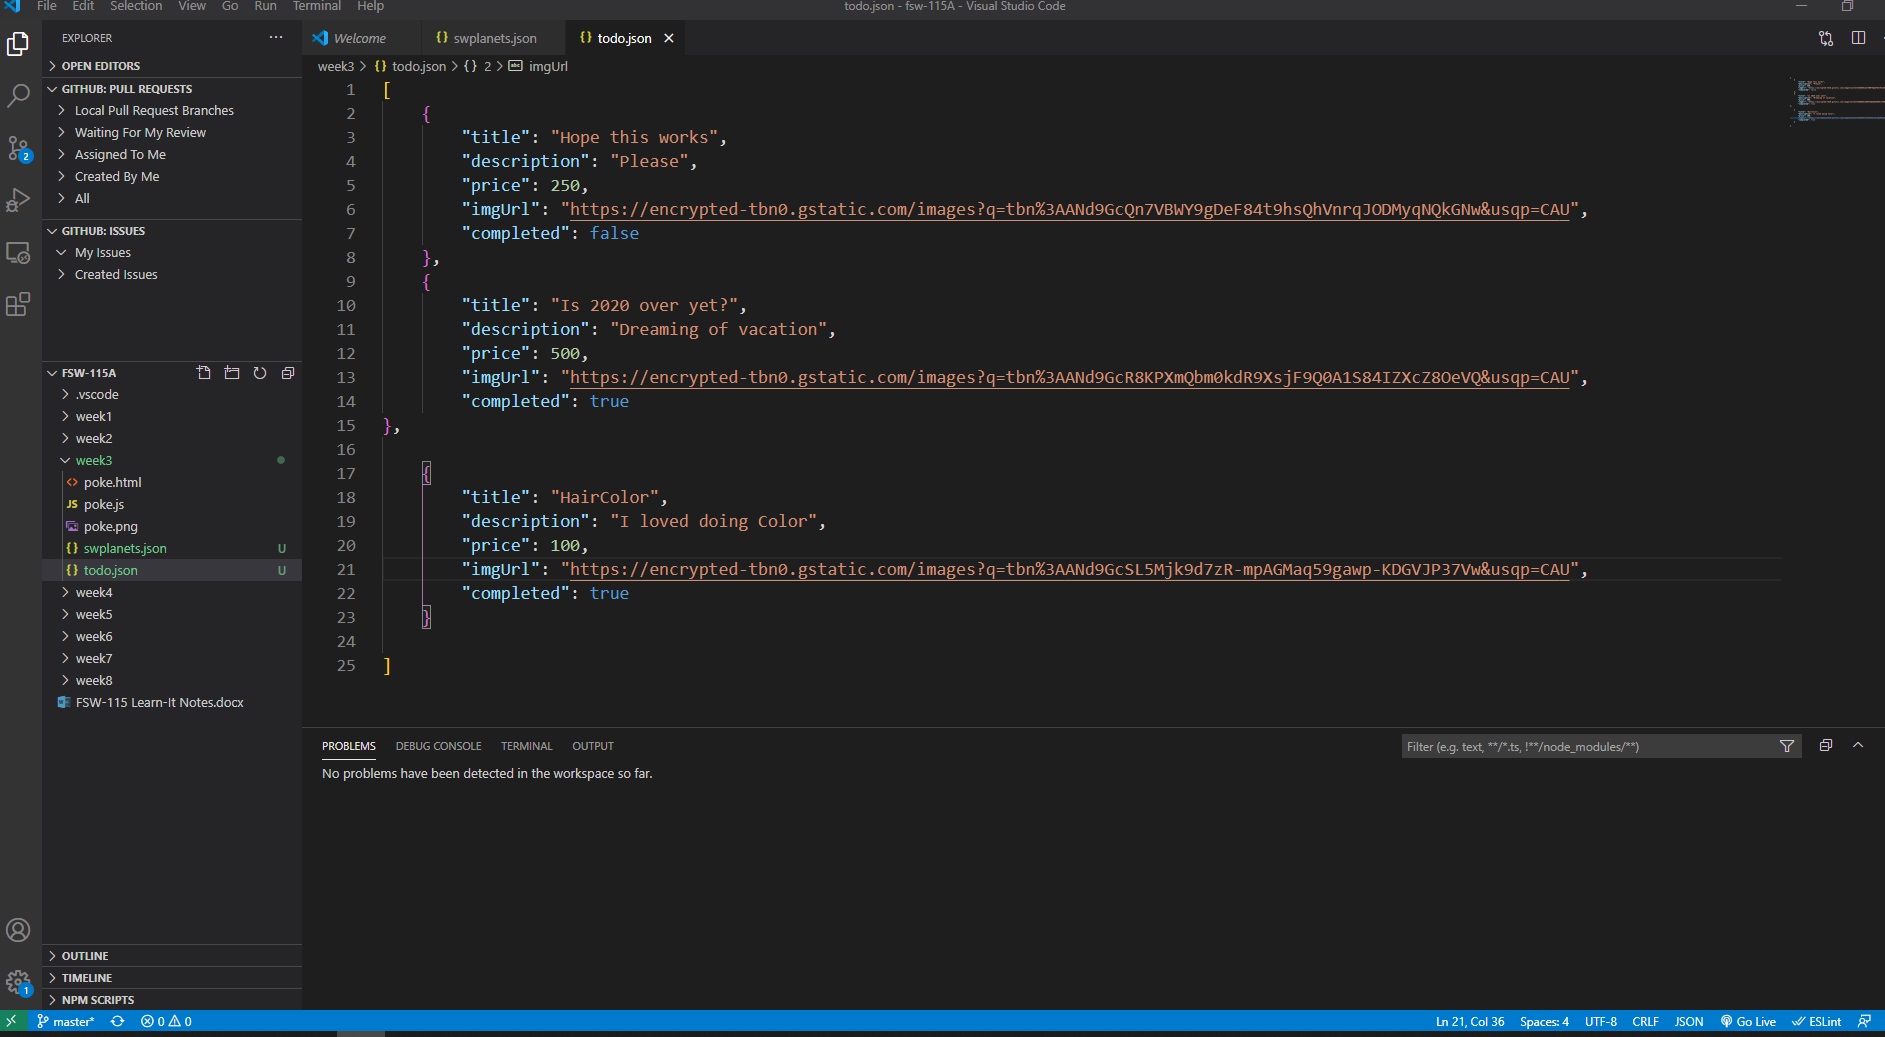 File Edit Selection View Go Run Terminal Help
todo.json - fsw-115A - Visual Studio Code
EXPLORER
OPEN EDITORS
GITHUB: PULL REQUESTS
Local Pull Request Branches
Waiting For My Review
Assigned To Me
Created By Me
All
GITHUB: ISSUES
My Issues
Created Issues
FSW-115A
.vscode
week1
week2
week3
poke.html
JS poke.js
poke.png
{} swplanets.json U
{} todo.json U
week4
week5
week6
week7
week8
FSW-115 Learn-It Notes.docx
OUTLINE
TIMELINE
NPM SCRIPTS
2
1
Welcome {} swplanets.json {} todo.json
week3 > {} todo.json > {} 2 > abc imgUrl
1 [
2 {
3 "title": "Hope this works",
4 "description": "Please",
5 "price": 250,
6 "imgUrl": "https://encrypted-tbn0.gstatic.com/images?q=tbn%3AANd9GcQn7VBWY9gDeF84t9hsQhVnrqJODMyqNQkGNw&usqp=CAU",
7 "completed": false
8 },
9 {
10 "title": "Is 2020 over yet?",
11 "description": "Dreaming of vacation",
12 "price": 500,
13 "imgUrl": "https://encrypted-tbn0.gstatic.com/images?q=tbn%3AANd9GcR8KPXmQbm0kdR9XsjF9Q0A1S84IZXcZ8OeVQ&usqp=CAU",
14 "completed": true
15 },
16
17 {
18 "title": "HairColor",
19 "description": "I loved doing Color",
20 "price": 100,
21 "imgUrl": "https://encrypted-tbn0.gstatic.com/images?q=tbn%3AANd9GcSL5Mjk9d7zR-mpAGMaq59gawp-KDGVJP37Vw&usqp=CAU",
22 "completed": true
23 }
24
25 ]
PROBLEMS DEBUG CONSOLE TERMINAL OUTPUT
Filter (e.g. text, **/*.ts, !**/node_modules/**)
No problems have been detected in the workspace so far.
master* 0 0 Ln 21, Col 36 Spaces: 4 UTF-8 CRLF JSON Go Live ESLint